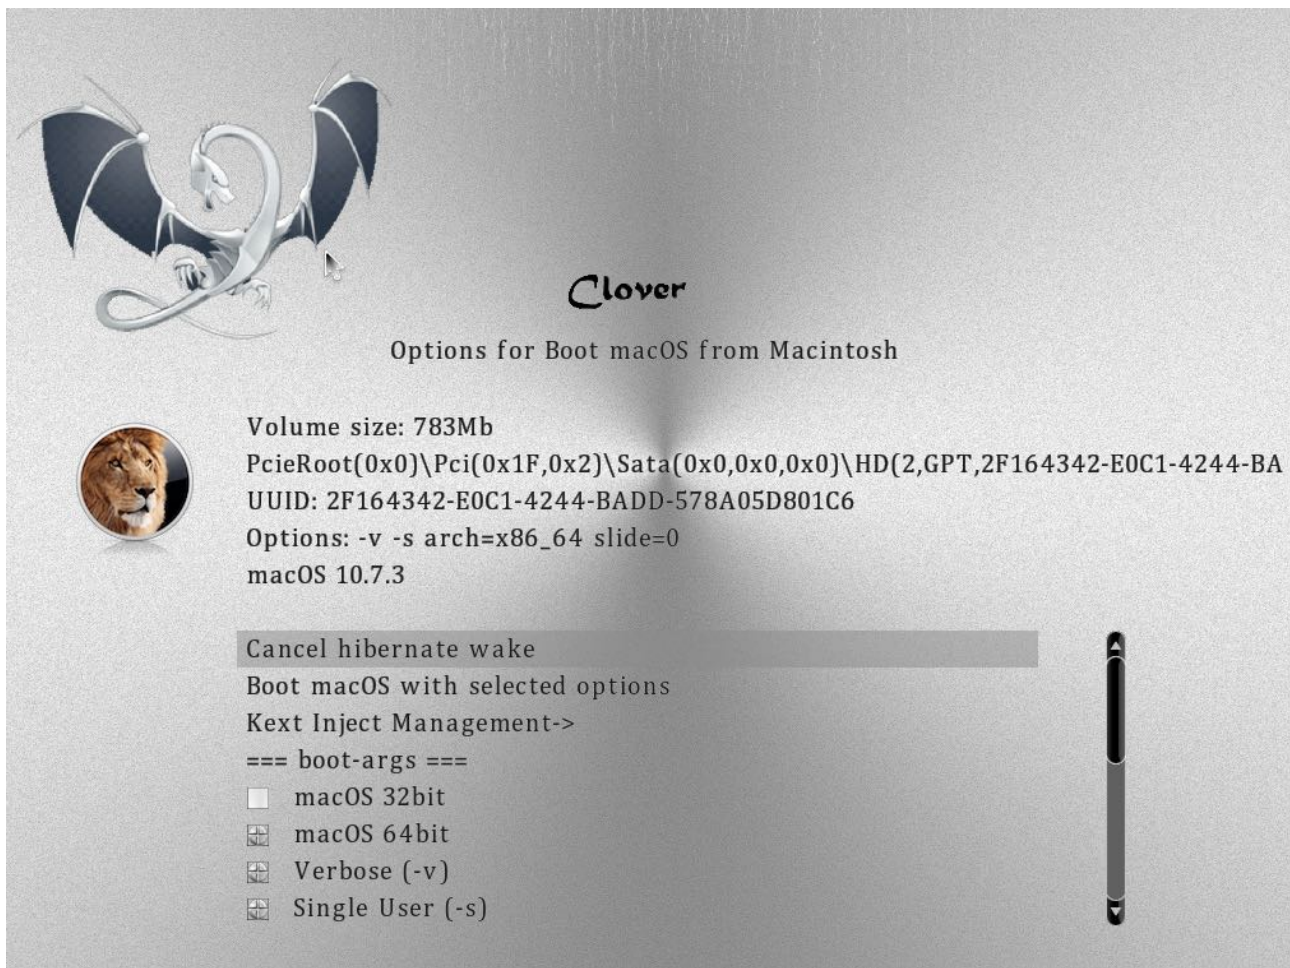 Clover
Options for Boot macOS from Macintosh
Volume size: 783Mb
PcieRoot(0x0)\Pci(0x1F,0x2)\Sata(0x0,0x0,0x0)\HD(2,GPT,2F164342-E0C1-4244-BA
UUID: 2F164342-E0C1-4244-BADD-578A05D801C6
Options: -v -s arch=x86_64 slide=0
macOS 10.7.3
Cancel hibernate wake
Boot macOS with selected options
Kext Inject Management->
=== boot-args ===
macOS 32bit
macOS 64bit
Verbose (-v)
Single User (-s)